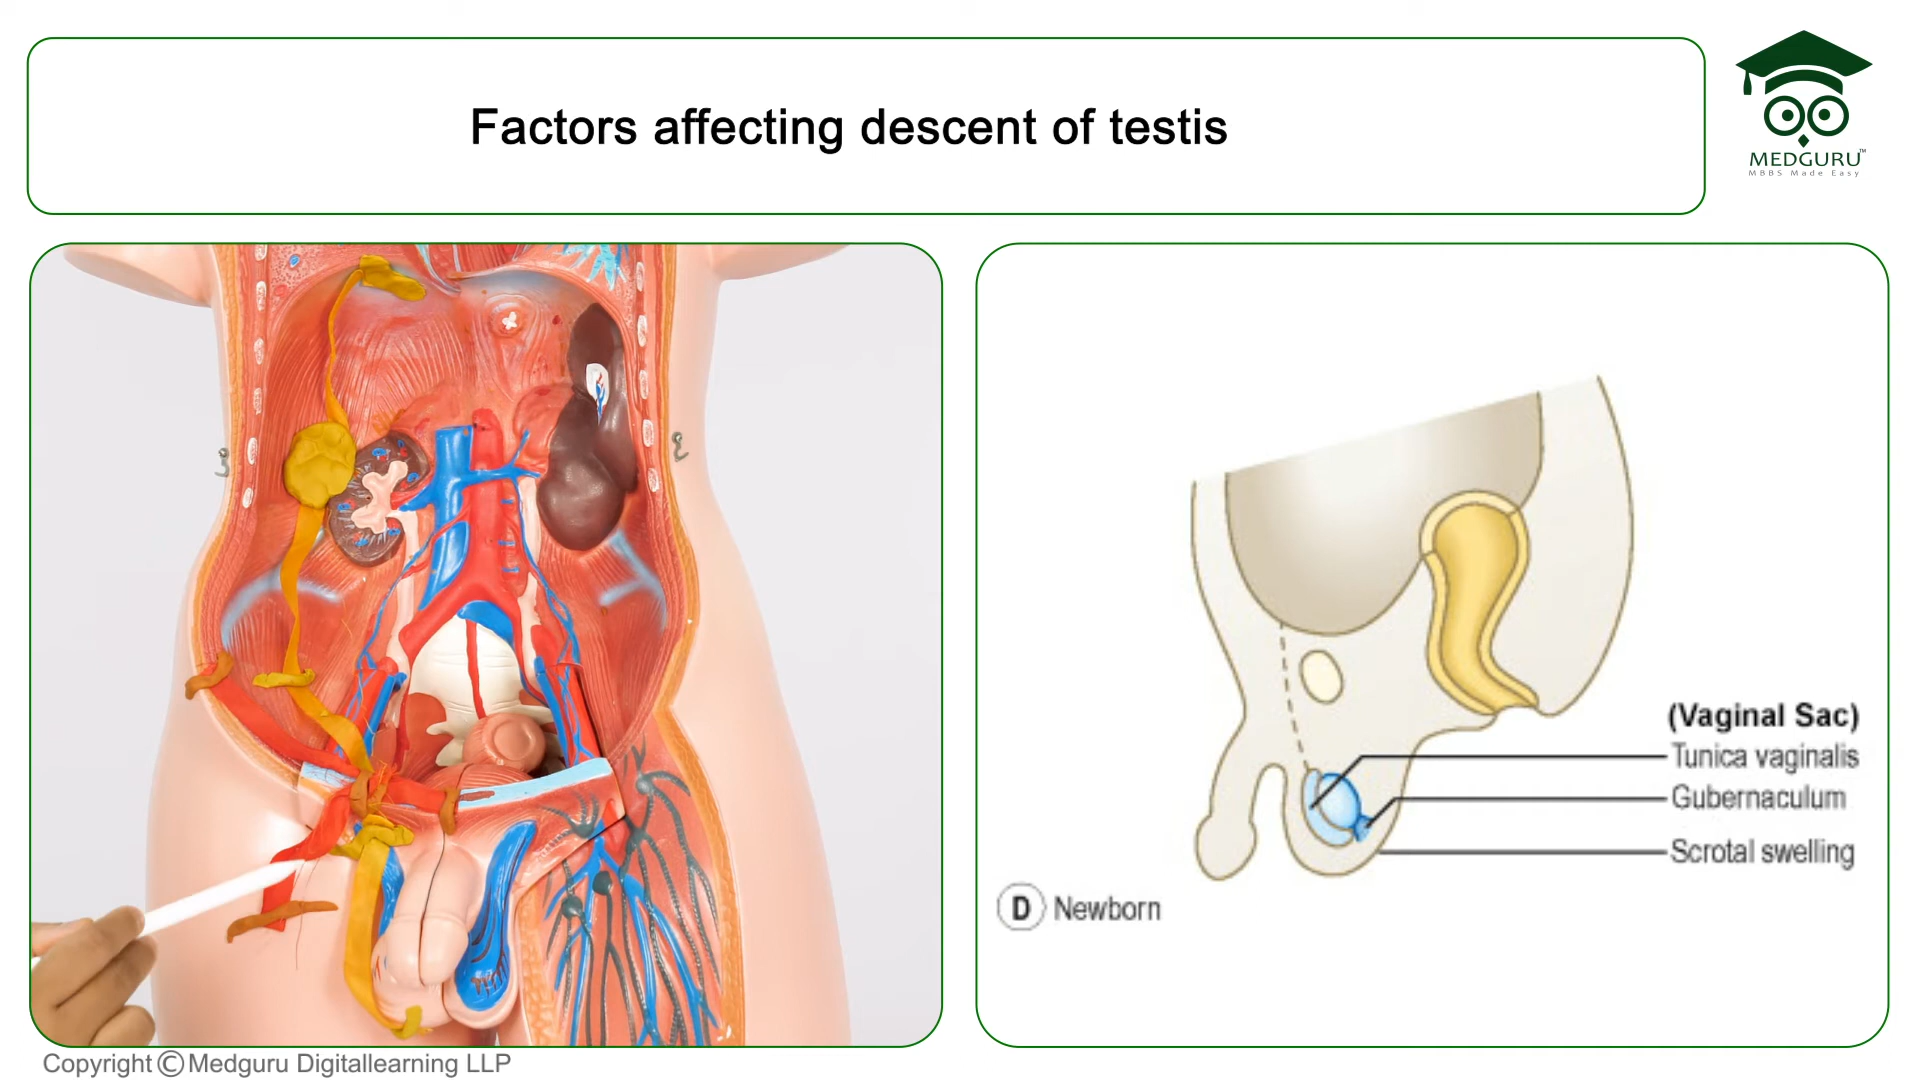 Factors affecting descent of testis
MEDGURU™
MBBS Made Easy
(Vaginal Sac)
Tunica vaginalis
Gubernaculum
Scrotal swelling
D Newborn
Copyright © Medguru Digitallearning LLP